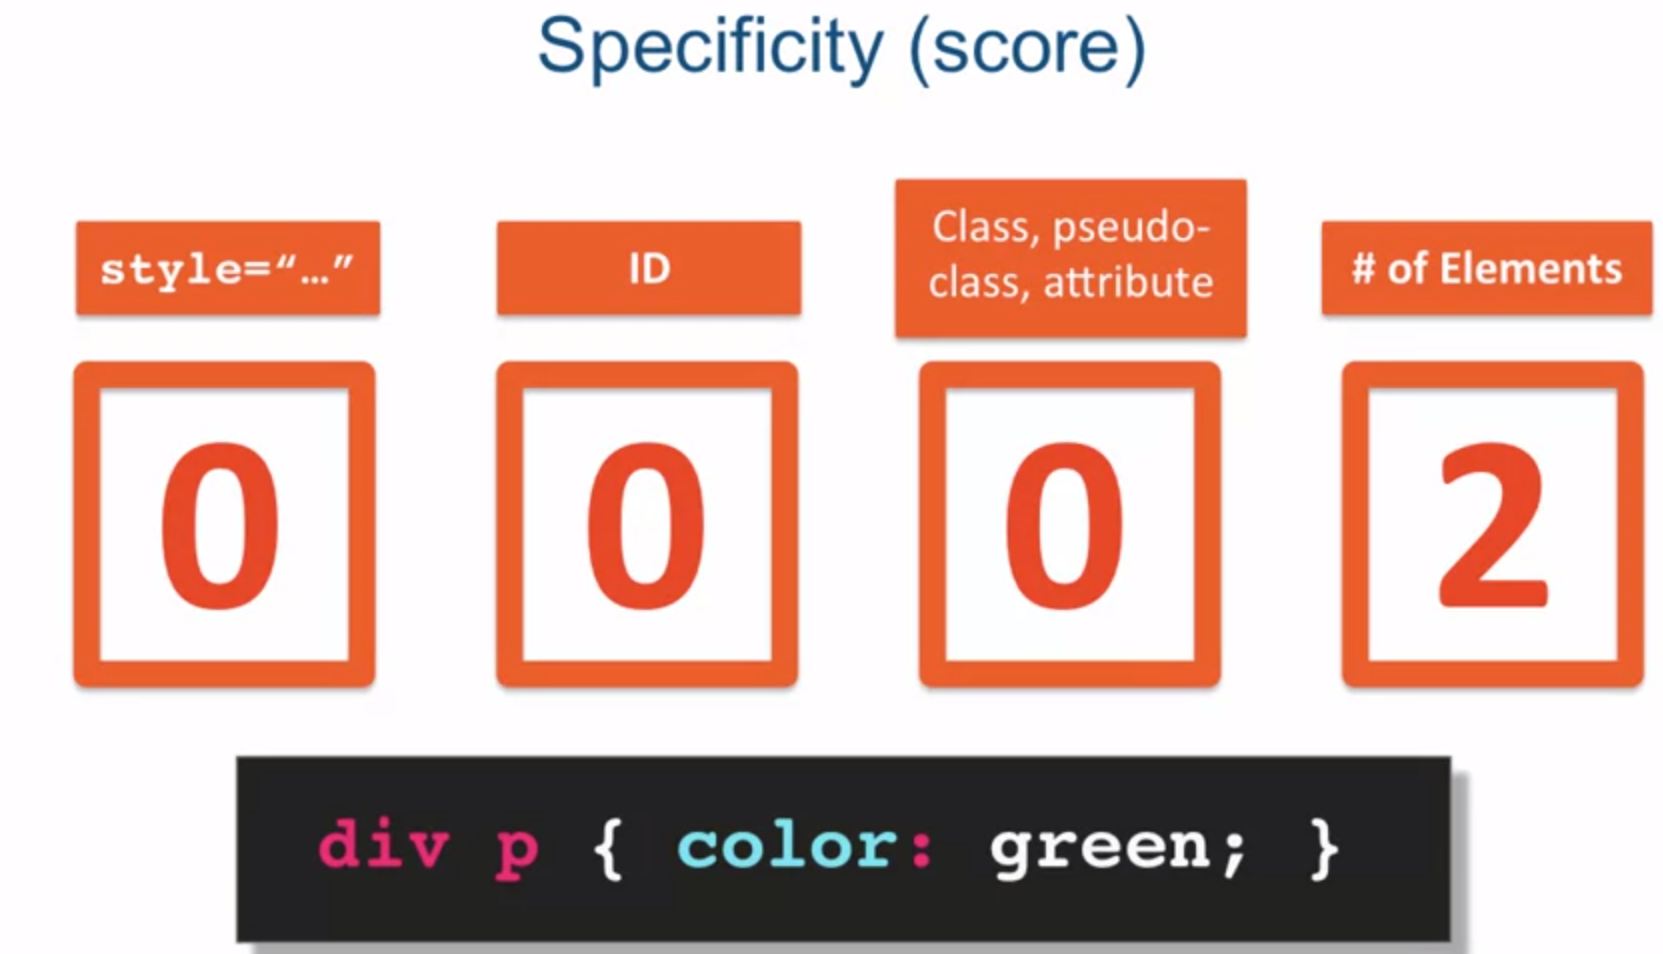 Specificity (score)
style=“…”
ID
Class, pseudo-
class, attribute
# of Elements
0
0
0
2
div p { color: green; }